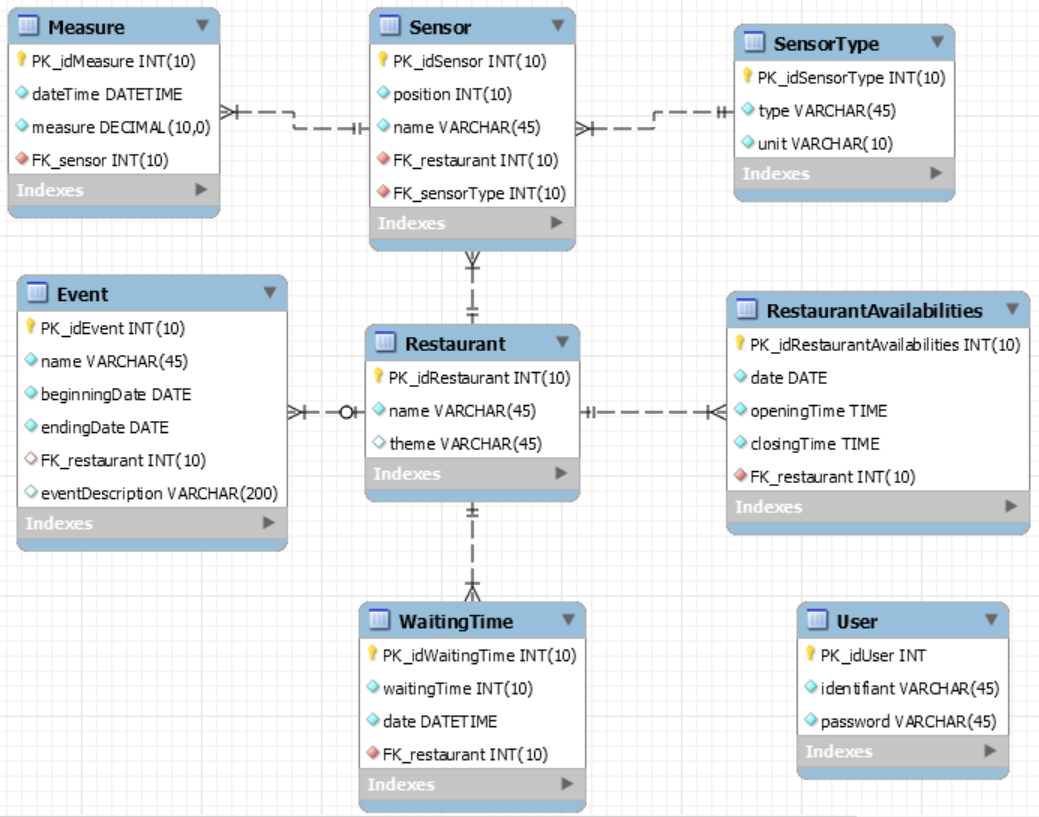 Measure
PK_idMeasure INT(10)
dateTime DATETIME
measure DECIMAL(10,0)
FK_sensor INT(10)
Indexes
Sensor
PK_idSensor INT(10)
position INT(10)
name VARCHAR(45)
FK_restaurant INT(10)
FK_sensorType INT(10)
Indexes
SensorType
PK_idSensorType INT(10)
type VARCHAR(45)
unit VARCHAR(10)
Indexes
Event
PK_idEvent INT(10)
name VARCHAR(45)
beginningDate DATE
endingDate DATE
FK_restaurant INT(10)
eventDescription VARCHAR(200)
Indexes
Restaurant
PK_idRestaurant INT(10)
name VARCHAR(45)
theme VARCHAR(45)
Indexes
RestaurantAvailabilities
PK_idRestaurantAvailabilities INT(10)
date DATE
openingTime TIME
closingTime TIME
FK_restaurant INT(10)
Indexes
WaitingTime
PK_idWaitingTime INT(10)
waitingTime INT(10)
date DATETIME
FK_restaurant INT(10)
Indexes
User
PK_idUser INT
identifiant VARCHAR(45)
password VARCHAR(45)
Indexes